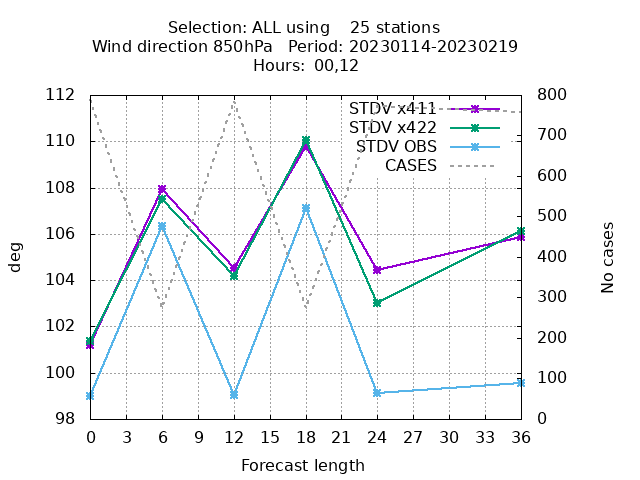 Selection: ALL using    25 stations
Wind direction 850hPa   Period: 20230114-20230219
Hours:  00,12
112
110
108
106
104
102
100
98
deg
800
700
600
500
400
300
200
100
0
No cases
STDV x411
STDV x422
STDV OBS
CASES
0 3 6 9 12 15 18 21 24 27 30 33 36
Forecast length